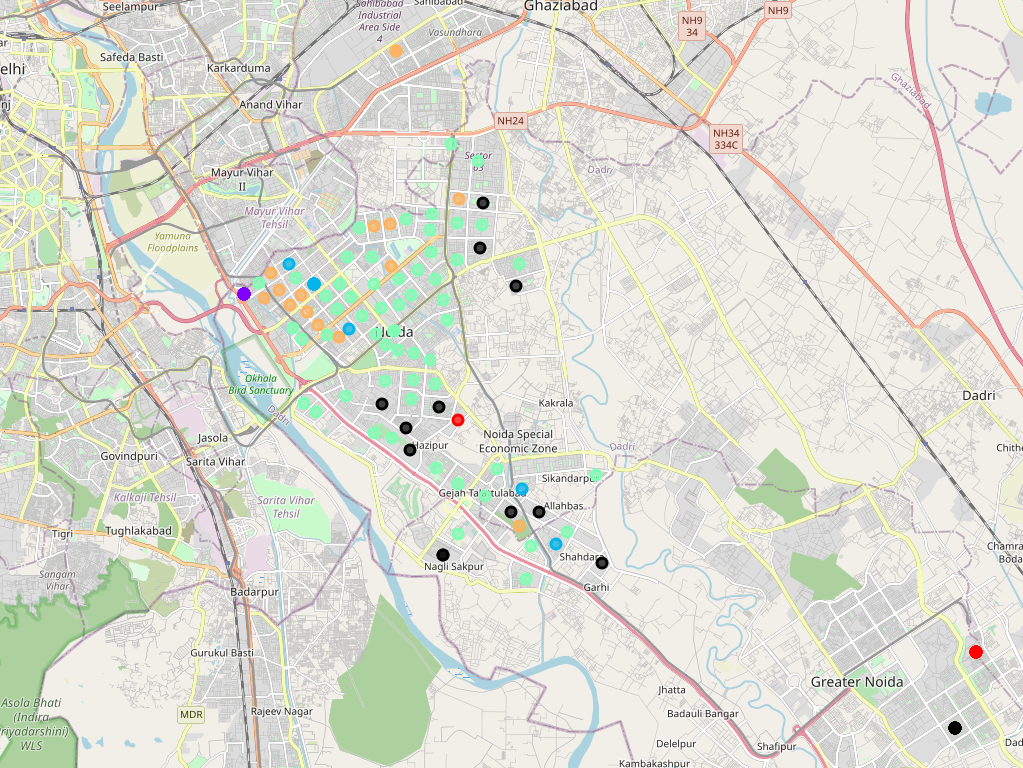 Seelampur
Ghaziabad
Sahibabad
Sahibabad
Industrial
Area Side
4
NH9
34
NH9
Vasundhara
Safeda Basti
elhi
Karkarduma
Ghaziabad
Anand Vihar
nj
NH24
NH34
334C
Sector
63
Dadri
Mayur Vihar
II
Mayur Vihar
Tehsil
Yamuna
Floodplains
Noida
Okhla
Bird Sanctuary
Dadri
Kakrala
Dadri
Jasola
Hazipur
Noida Special
Economic Zone
Dadri
Chithe
Govindpuri
Sarita Vihar
Sikandarpur
Kalkaji Tehsil
Sarita Vihar
Tehsil
Allahbas
Tughlakabad
Tigri
Chamra
Boda
Shahdara
Nagli Sakpur
Sangam
Vihar
Garhi
Badarpur
Gurukul Basti
Greater Noida
Jhatta
Asola Bhati
(Indira
Priyadarshini)
WLS
MDR
Rajeev Nagar
Badauli Bangar
Delelpur
Shafipur
Dad
Kambakashpur